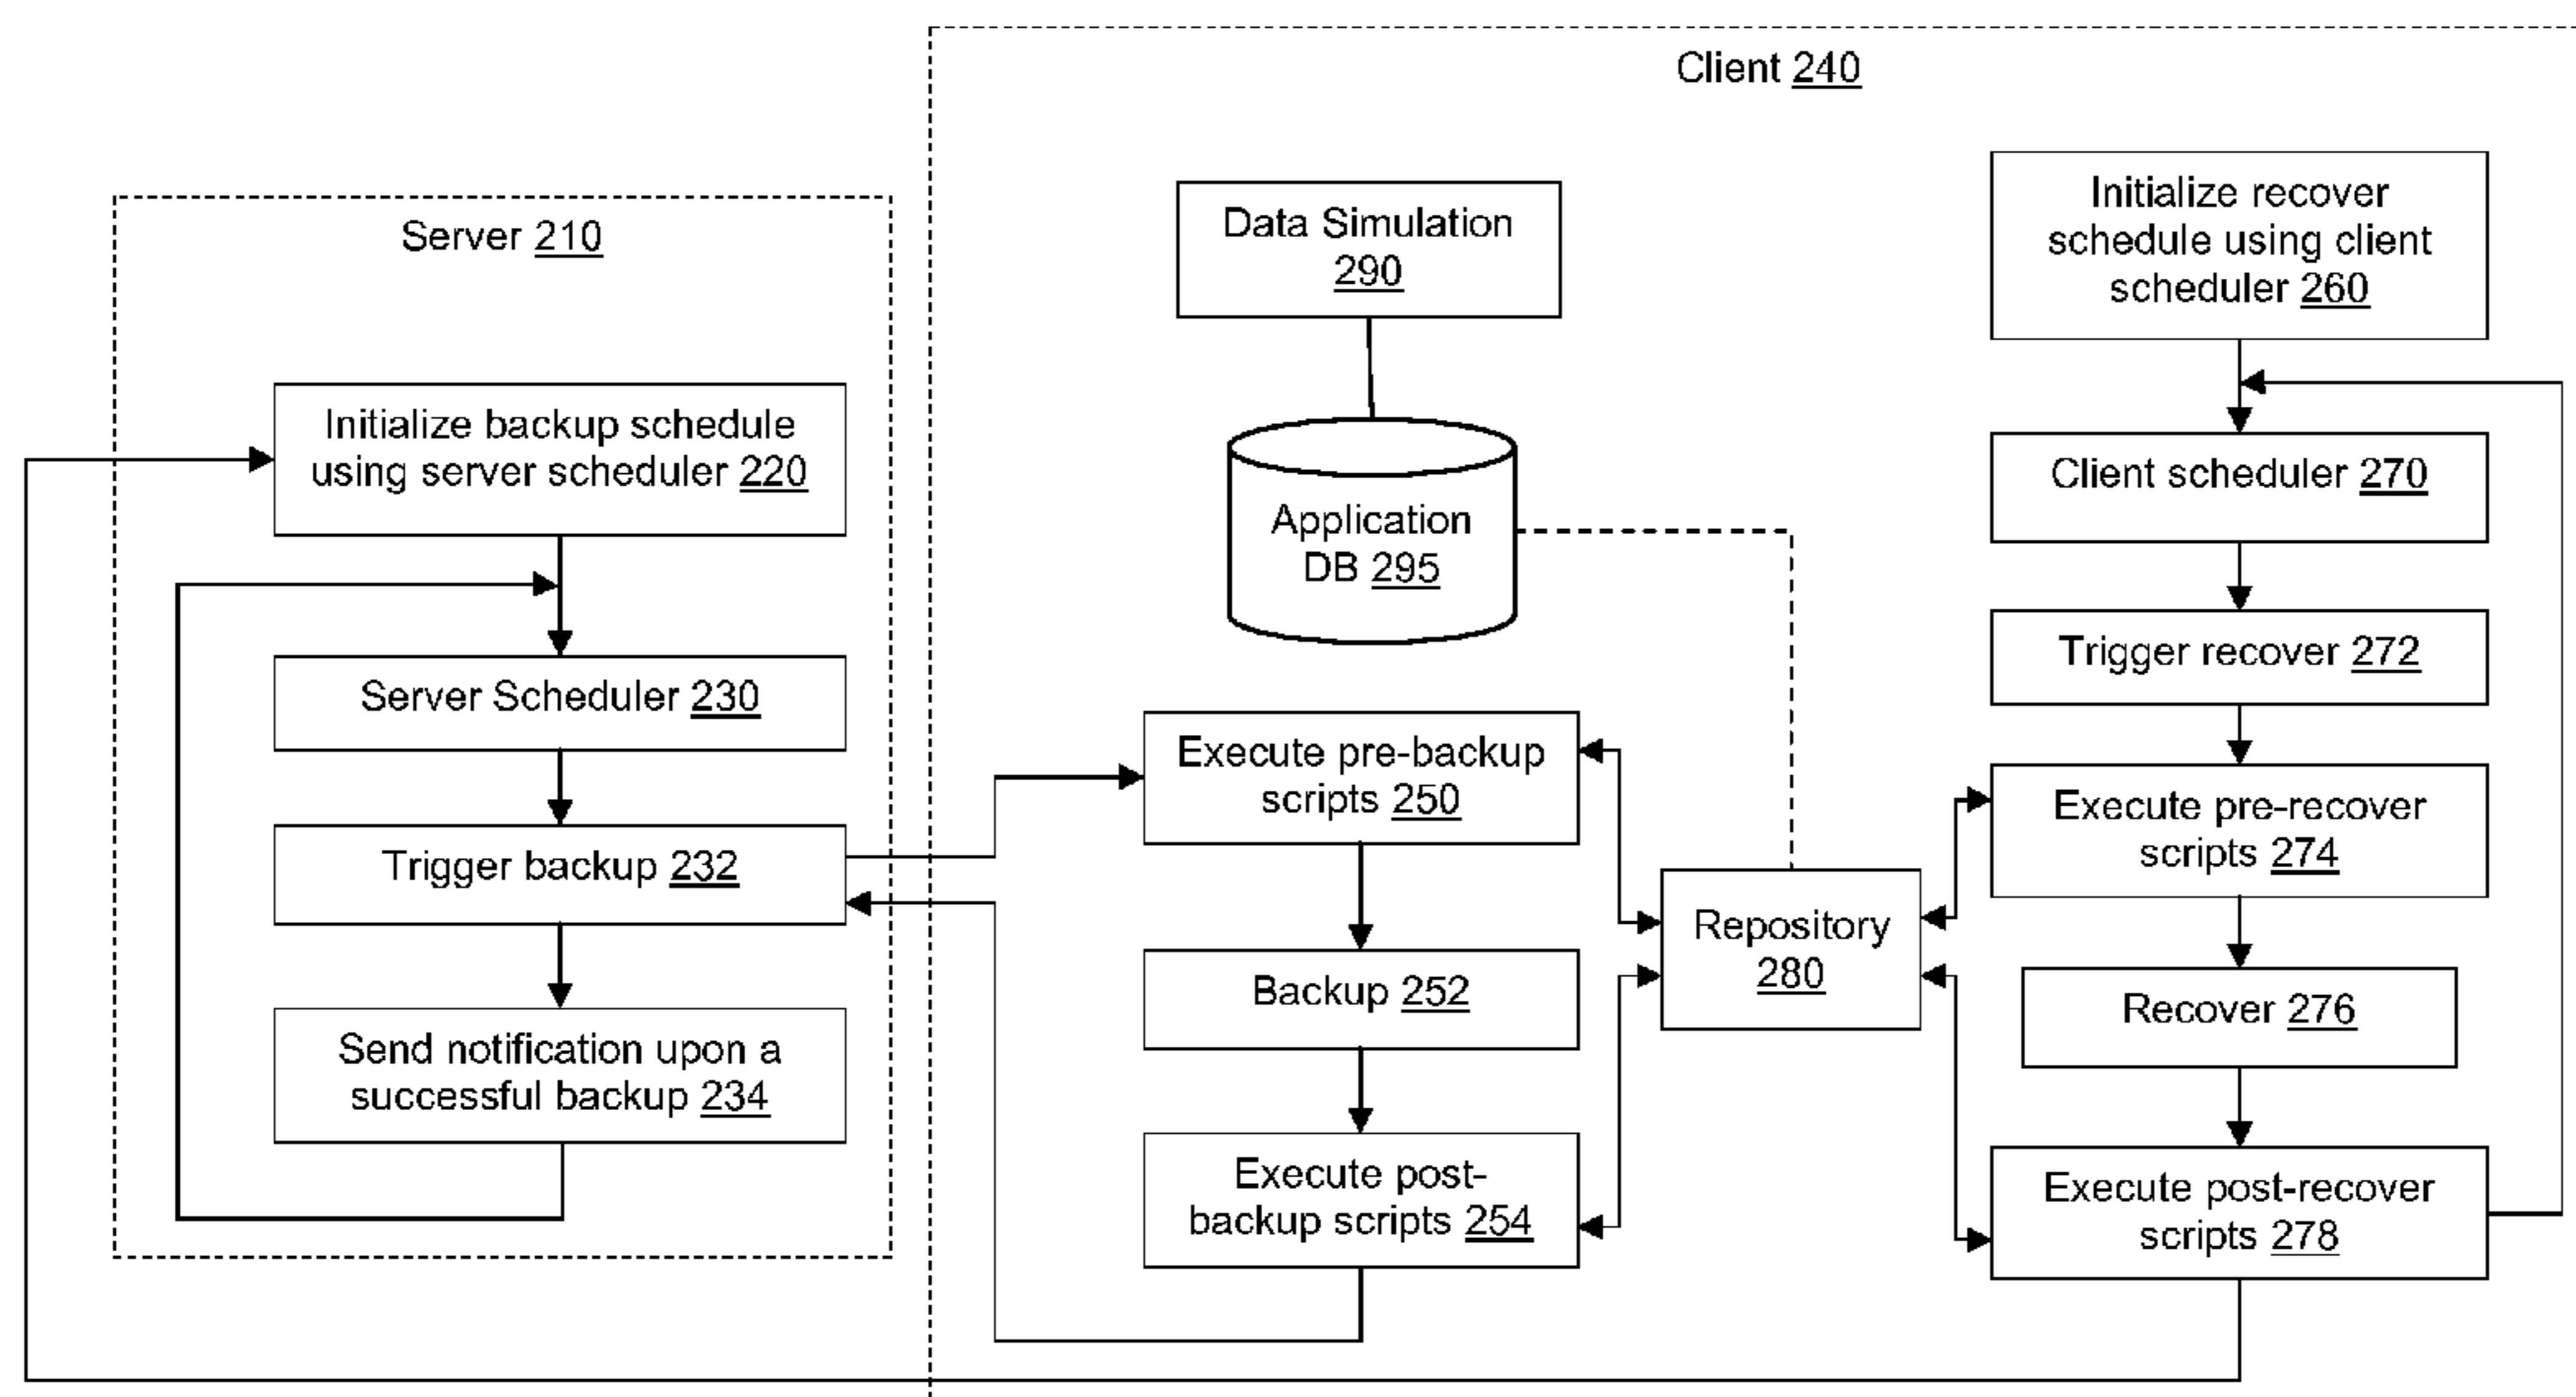 Client 240
Server 210
Initialize backup schedule
using server scheduler 220
Server Scheduler 230
Trigger backup 232
Send notification upon a
successful backup 234
Data Simulation
290
Application
DB 295
Execute pre-backup
scripts 250
Backup 252
Execute post-
backup scripts 254
Repository
280
Initialize recover
schedule using client
scheduler 260
Client scheduler 270
Trigger recover 272
Execute pre-recover
scripts 274
Recover 276
Execute post-recover
scripts 278